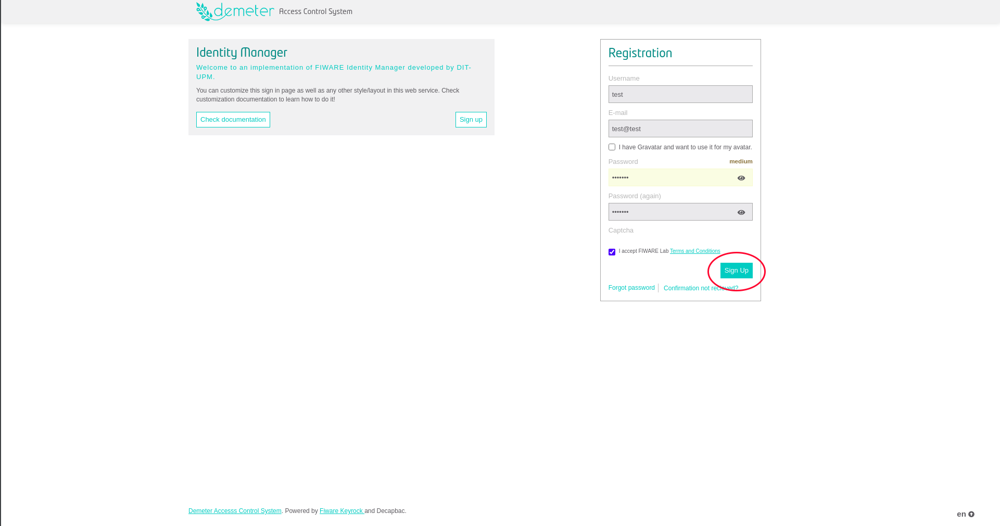 demeter Access Control System
Identity Manager
Welcome to an implementation of FIWARE Identity Manager developed by DIT-
UPM.
You can customize this sign in page as well as any other style/layout in this web service. Check
customization documentation to learn how to do it!
Check documentation
Sign up
Registration
Username
test
E-mail
test@test
I have Gravatar and want to use it for my avatar.
Password medium
•••••••
Password (again)
•••••••
Captcha
I accept FIWARE Lab Terms and Conditions
Sign Up
Forgot password
Confirmation not recieved?
Demeter Accesss Control System. Powered by Fiware Keyrock and Decapbac.
en